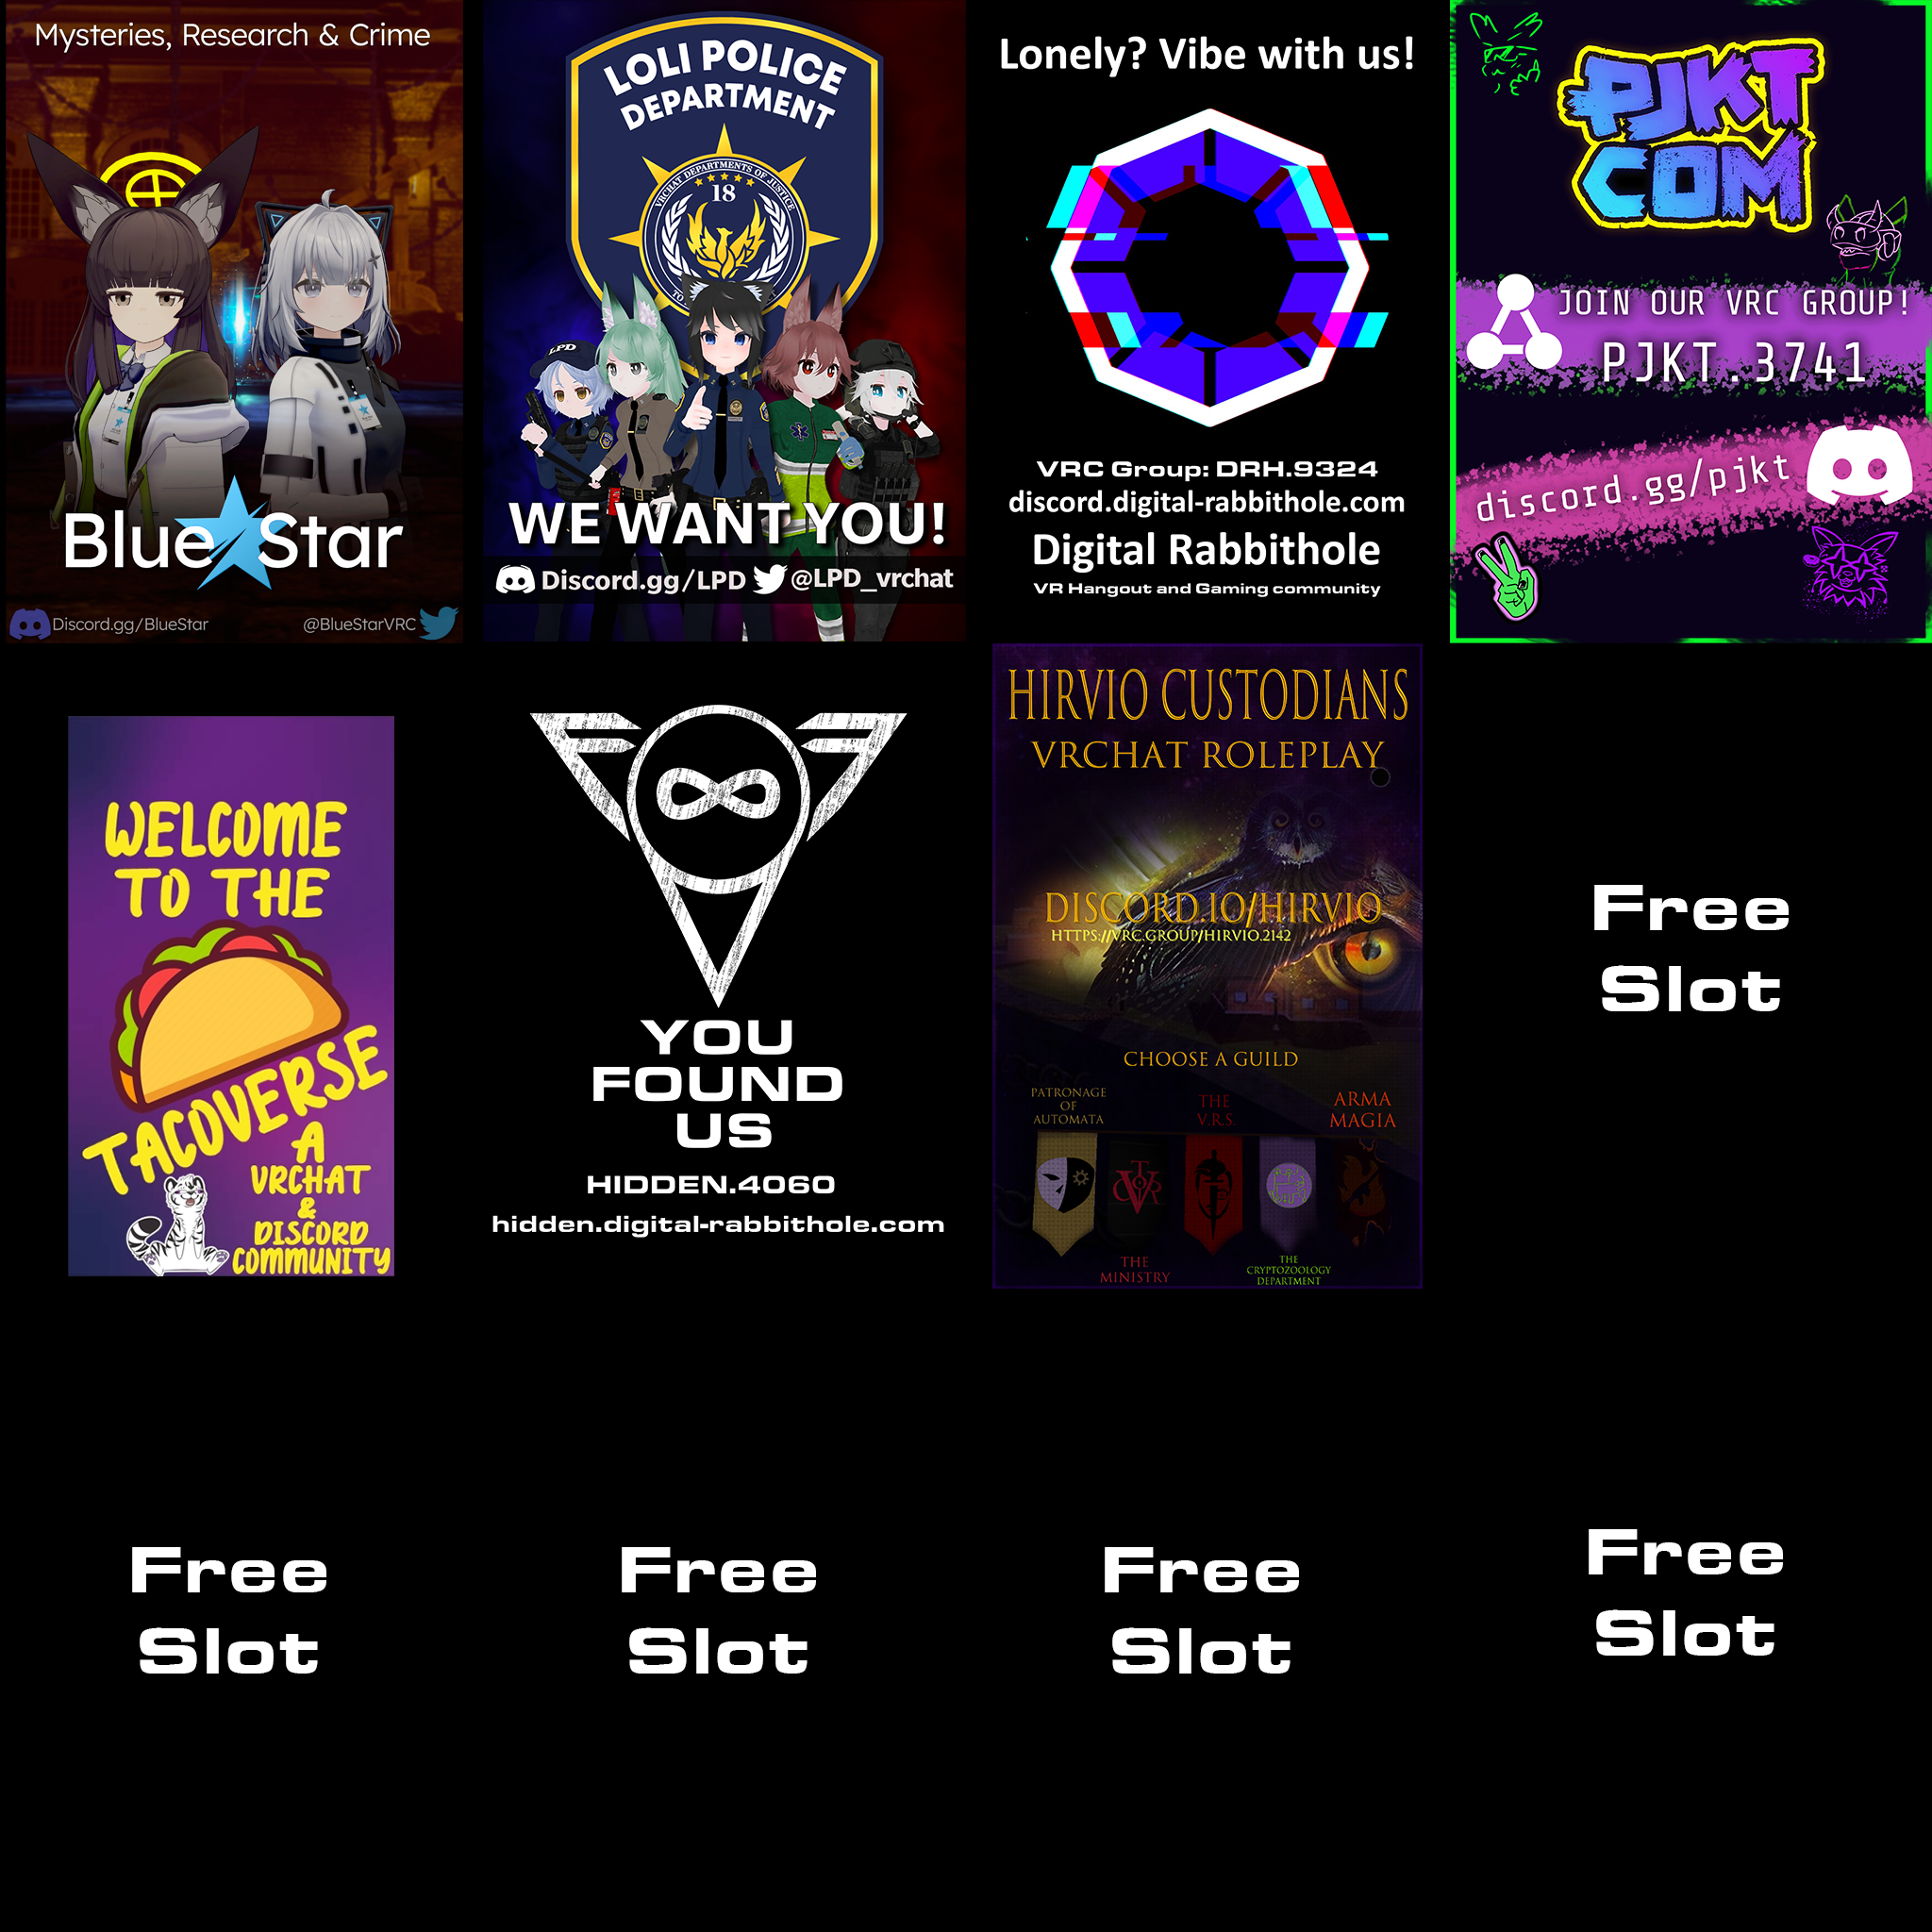 Mysteries, Research & Crime
Blue Star
Discord.gg/BlueStar
@BlueStarVRC
LOLI POLICE
DEPARTMENT
VRCHAT DEPARTMENTS OF JUSTICE
18
LPD
WE WANT YOU!
Discord.gg/LPD @LPD_vrchat
Lonely? Vibe with us!
VRC Group: DRH.9324
discord.digital-rabbithole.com
Digital Rabbithole
VR Hangout and Gaming community
PJKT
COM
JOIN OUR VRC GROUP!
PJKT.3741
discord.gg/pjkt
WELCOME
TO THE
TACOVERSE
A
VRCHAT
&
DISCORD
COMMUNITY
YOU
FOUND
US
HIDDEN.4060
hidden.digital-rabbithole.com
HIRVIO CUSTODIANS
VRCHAT ROLEPLAY
DISCORD.IO/HIRVIO
HTTPS://VRC.GROUP/HIRVIO.2142
CHOOSE A GUILD
PATRONAGE
OF
AUTOMATA
THE
V.R.S.
ARMA
MAGIA
THE
MINISTRY
THE
CRYPTOZOOLOGY
DEPARTMENT
Free
Slot
Free
Slot
Free
Slot
Free
Slot
Free
Slot